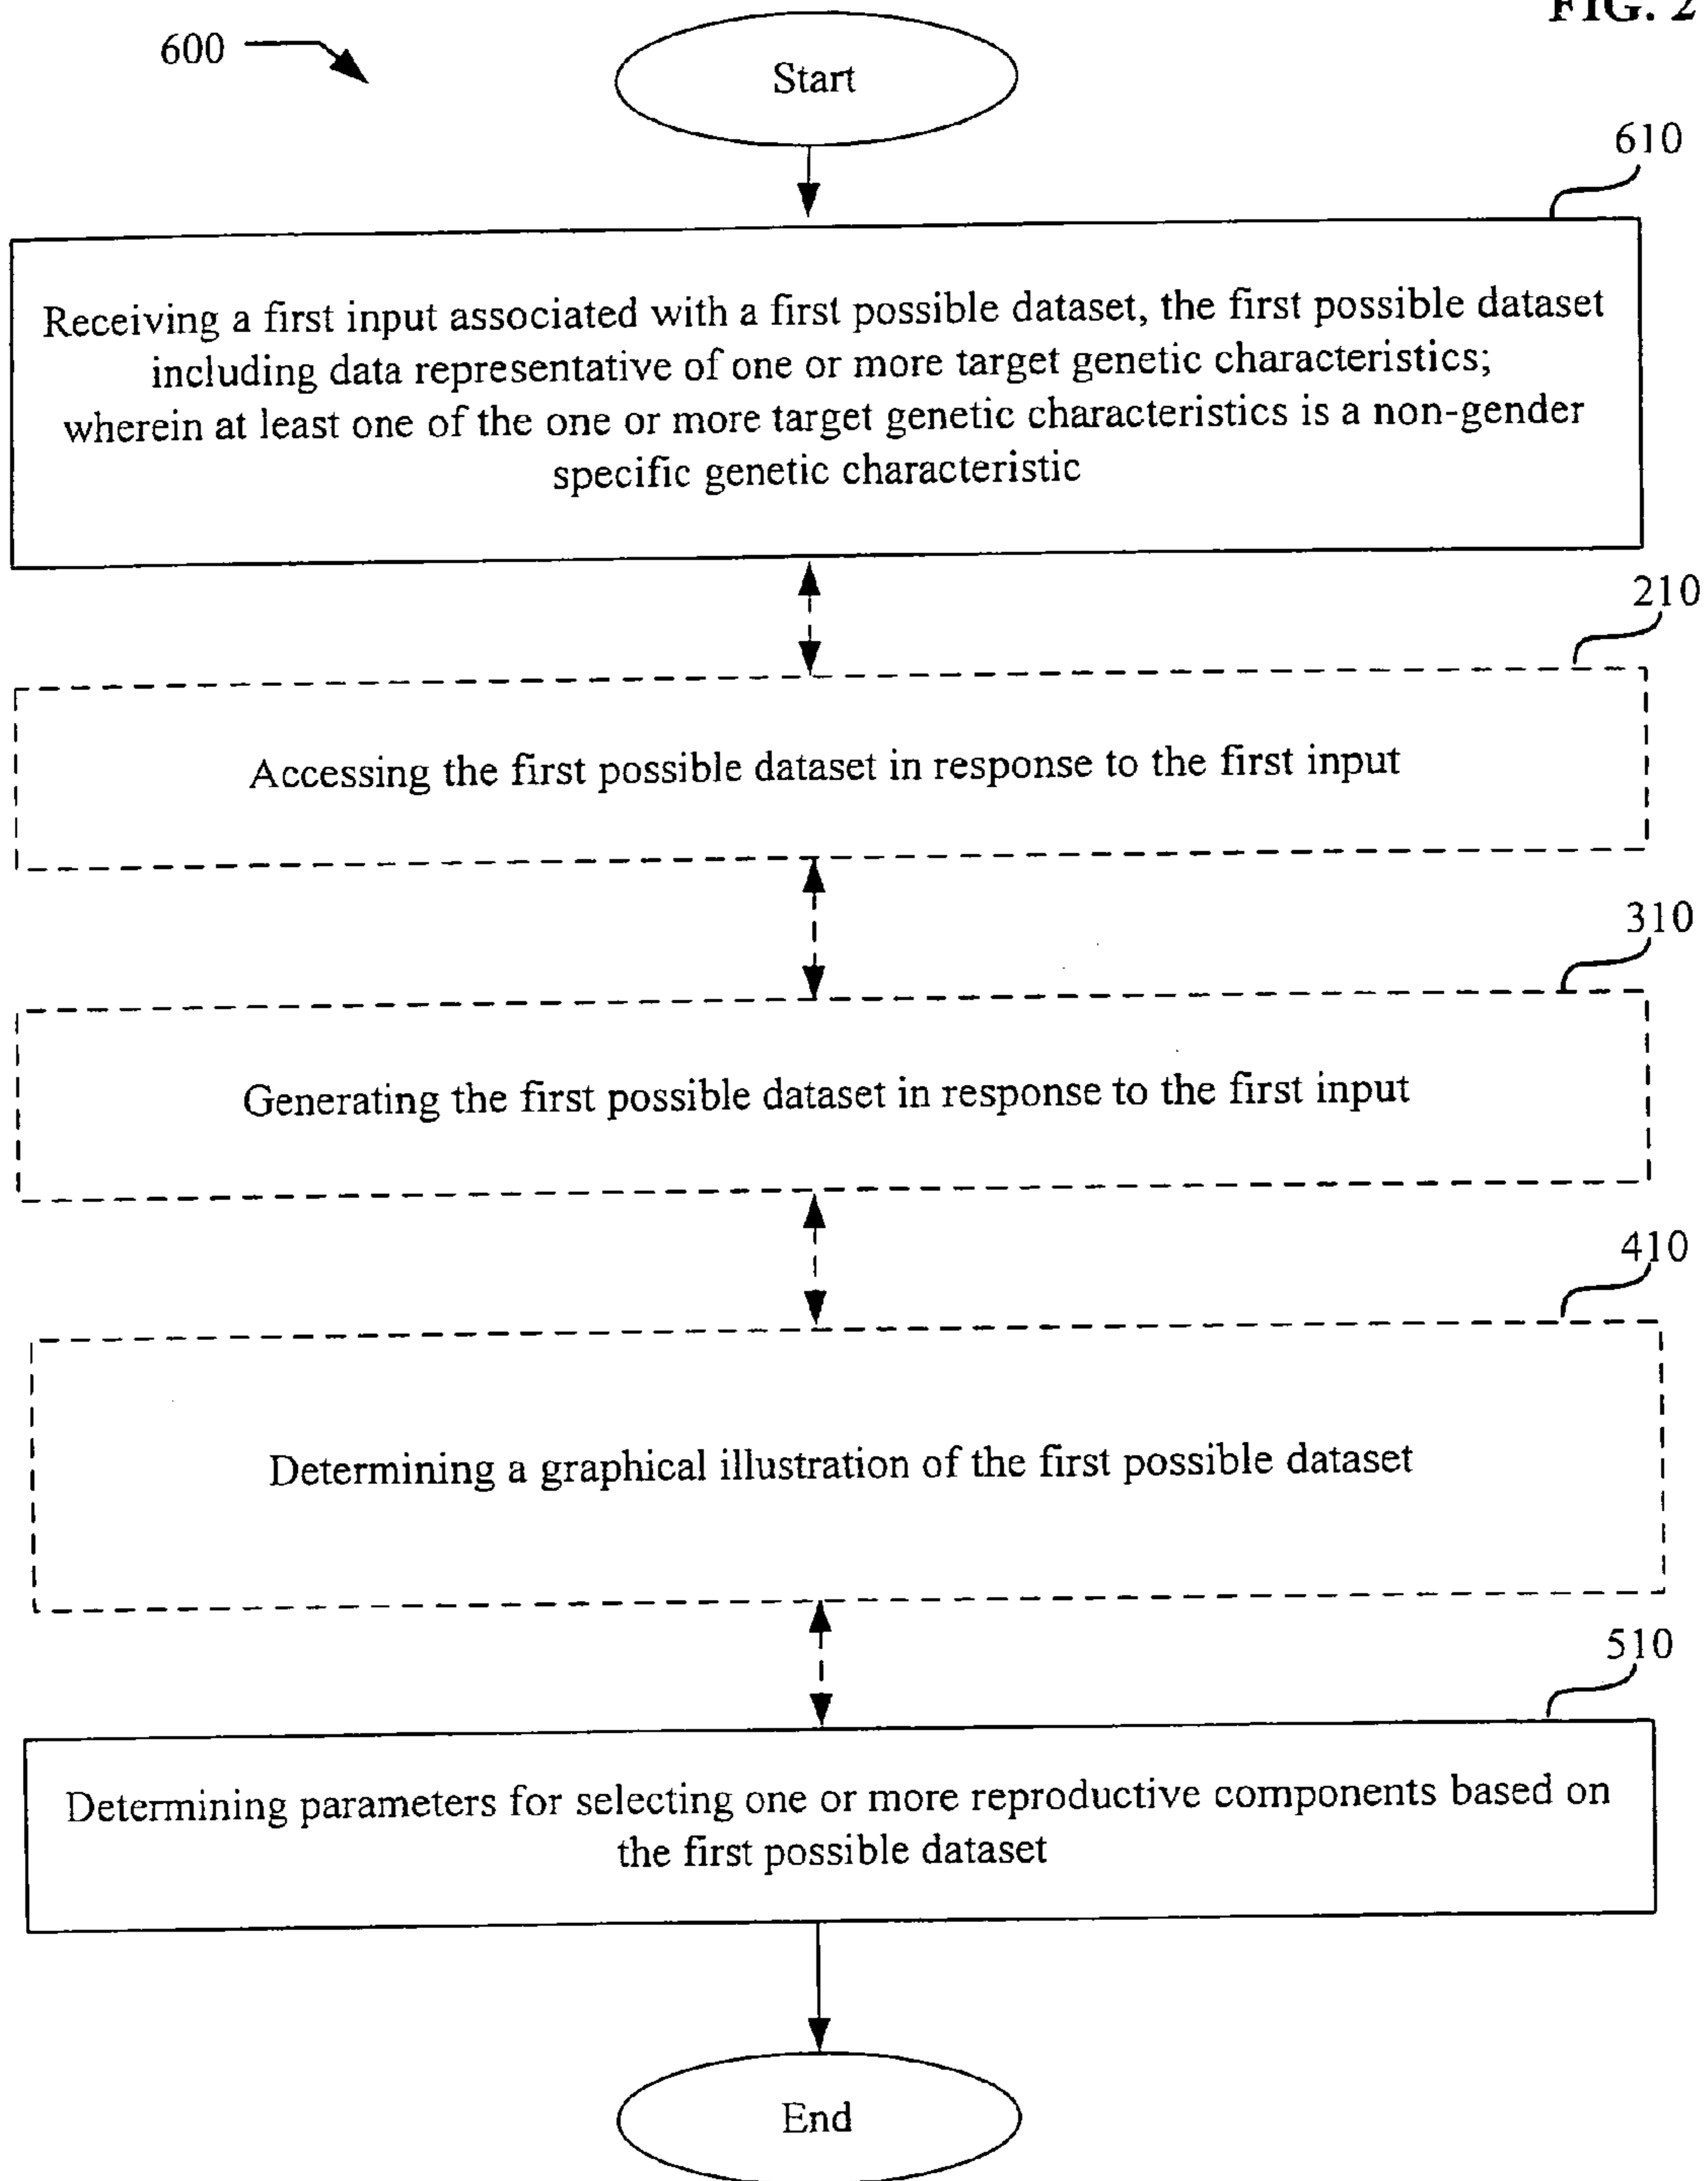 FIG. 2
600
Start
610
Receiving a first input associated with a first possible dataset, the first possible dataset
including data representative of one or more target genetic characteristics;
wherein at least one of the one or more target genetic characteristics is a non-gender
specific genetic characteristic
210
Accessing the first possible dataset in response to the first input
310
Generating the first possible dataset in response to the first input
410
Determining a graphical illustration of the first possible dataset
510
Determining parameters for selecting one or more reproductive components based on
the first possible dataset
End